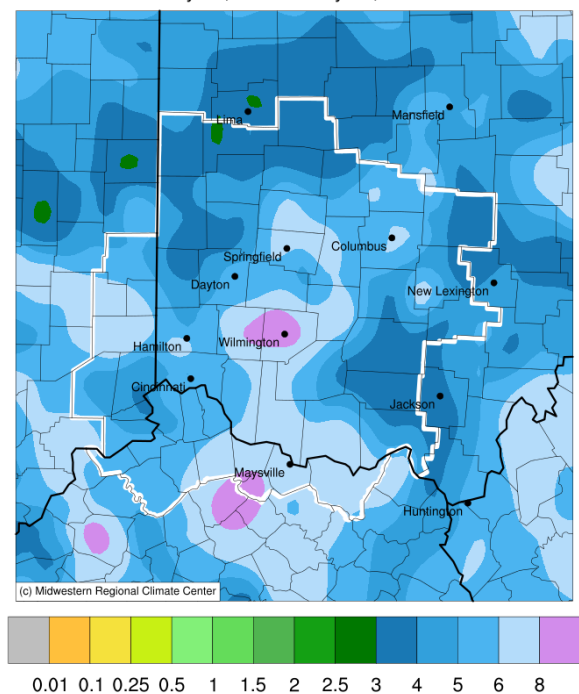 Lima
Mansfield
Springfield
Columbus
Dayton
New Lexington
Hamilton
Wilmington
Cincinnati
Jackson
Maysville
Huntington
(c) Midwestern Regional Climate Center
0.01 0.1 0.25 0.5 1 1.5 2 2.5 3 4 5 6 8